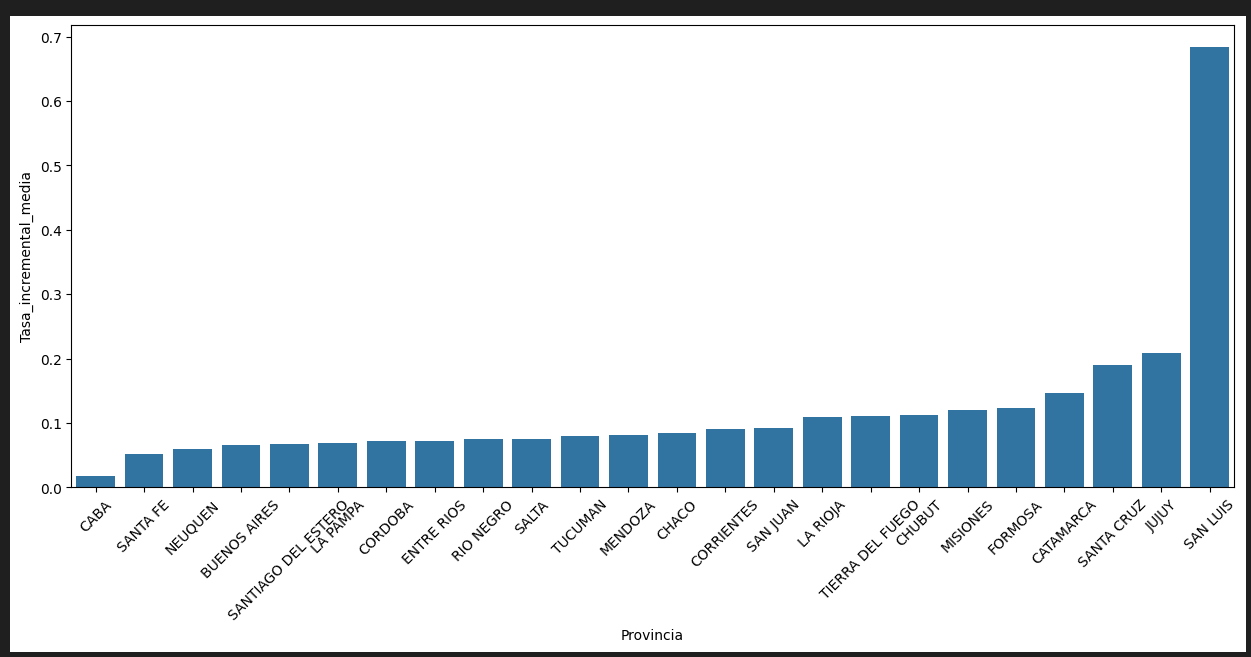 0.7
0.6
0.5
0.4
0.3
0.2
0.1
0.0
Tasa_incremental_media
CABA
SANTA FE
NEUQUEN
BUENOS AIRES
SANTIAGO DEL ESTERO
LA PAMPA
CORDOBA
ENTRE RIOS
RIO NEGRO
SALTA
TUCUMAN
MENDOZA
CHACO
CORRIENTES
SAN JUAN
LA RIOJA
TIERRA DEL FUEGO
CHUBUT
MISIONES
FORMOSA
CATAMARCA
SANTA CRUZ
JUJUY
SAN LUIS
Provincia